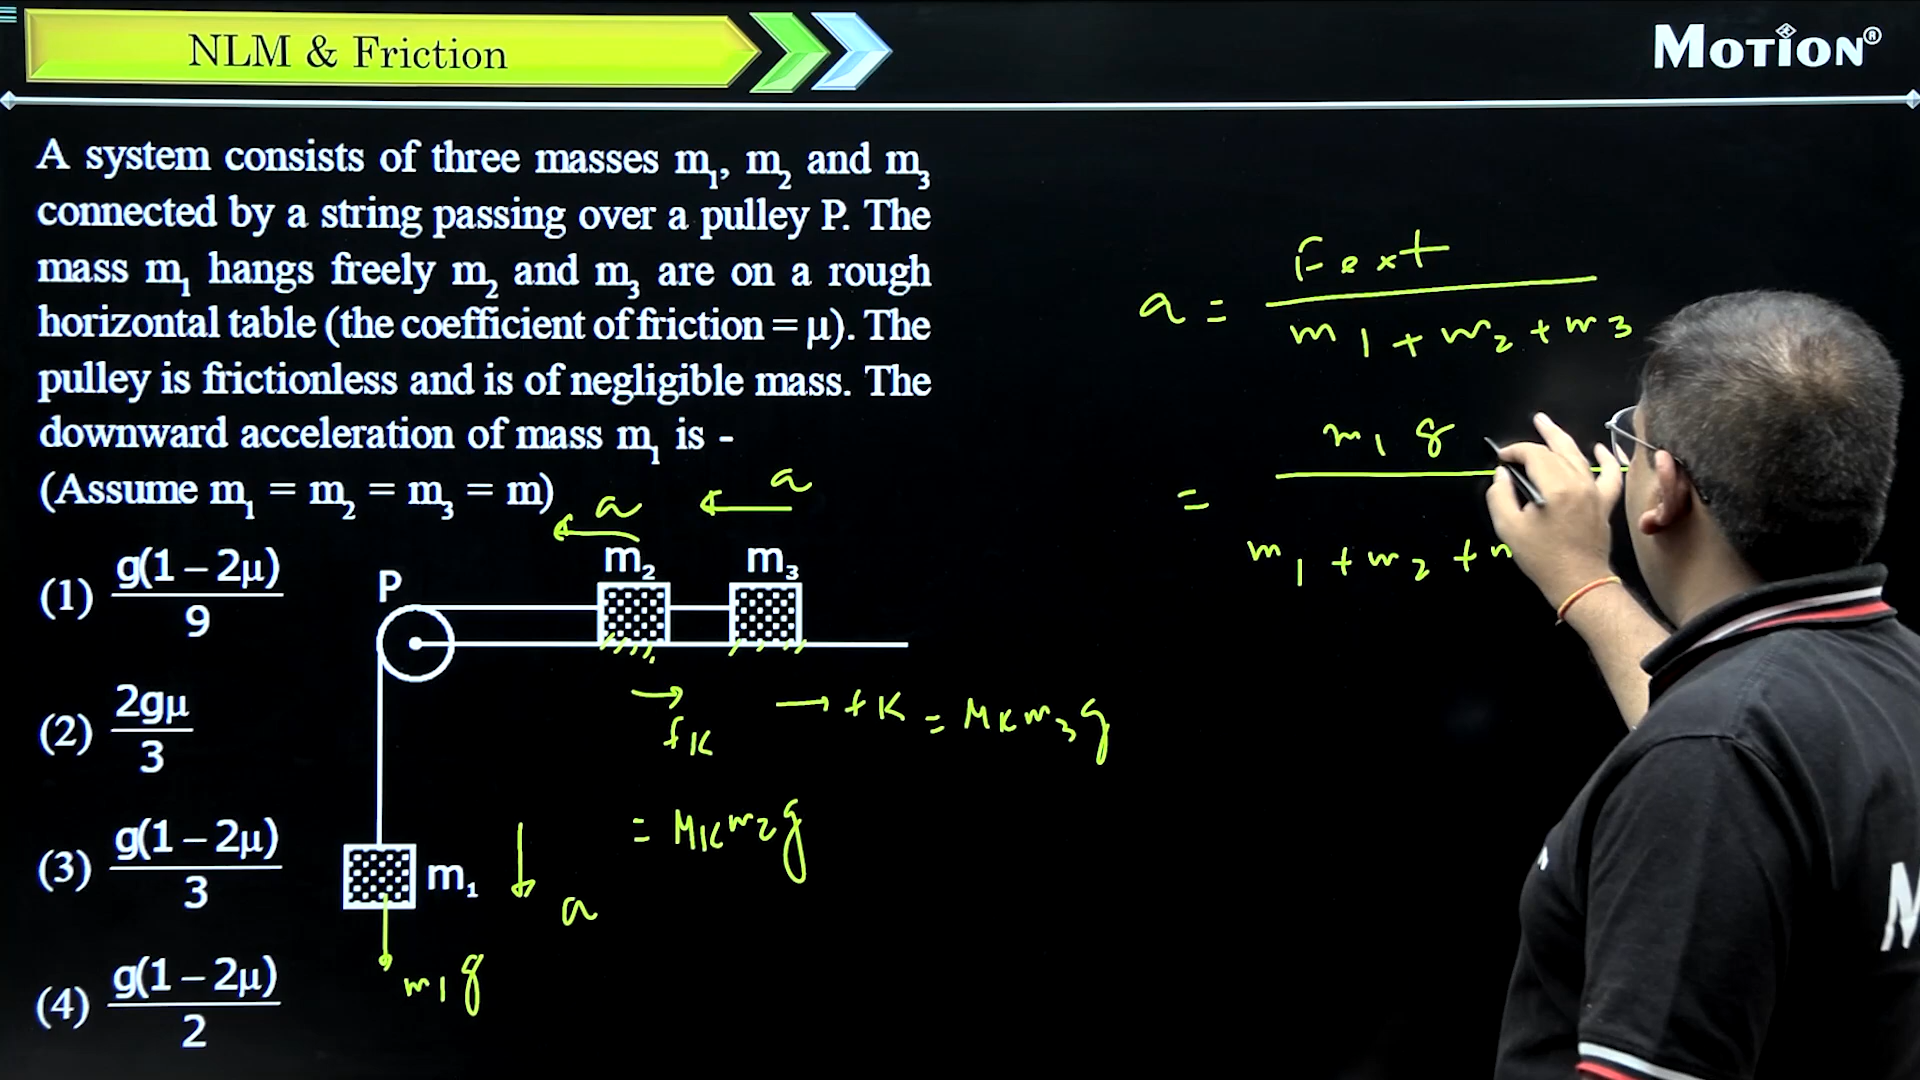 NLM & Friction
MOTION®
A system consists of three masses m₁, m₂ and m₃
connected by a string passing over a pulley P. The
mass m₁ hangs freely m₂ and m₃ are on a rough
horizontal table (the coefficient of friction = μ). The
pulley is frictionless and is of negligible mass. The
downward acceleration of mass m₁ is -
(Assume m₁ = m₂ = m₃ = m)
(1) g(1 – 2μ)
9
(2) 2gμ
3
(3) g(1 – 2μ)
3
(4) g(1 – 2μ)
2
a
a
P
m₂
m₃
fK
= μKm₂g
fK = μKm₃g
m₁
a
m₁g
a = Fext
m₁ + m₂ + m₃
= m₁g
m₁ + m₂ +
M